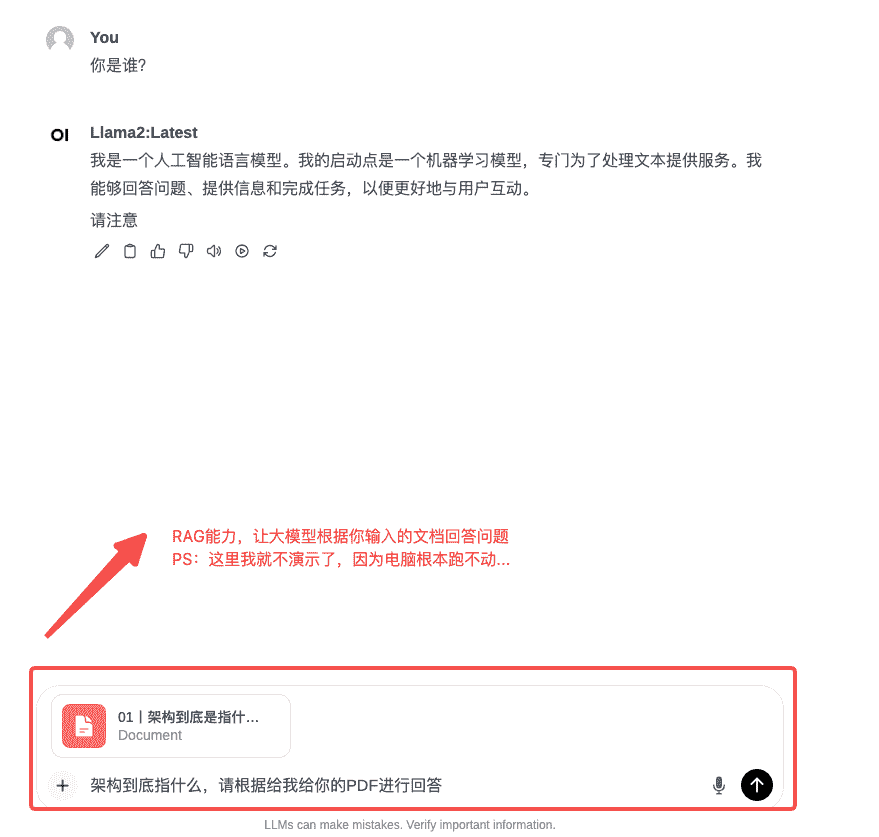 You
你是谁?
OI
Llama2:Latest
我是一个人工智能语言模型。我的启动点是一个机器学习模型，专门为了处理文本提供服务。我
能够回答问题、提供信息和完成任务，以便更好地与用户互动。
请注意
RAG能力，让大模型根据你输入的文档回答问题
PS：这里我就不演示了，因为电脑根本跑不动...
01丨架构到底是指什...
Document
架构到底指什么，请根据给我给你的PDF进行回答
LLMs can make mistakes. Verify important information.